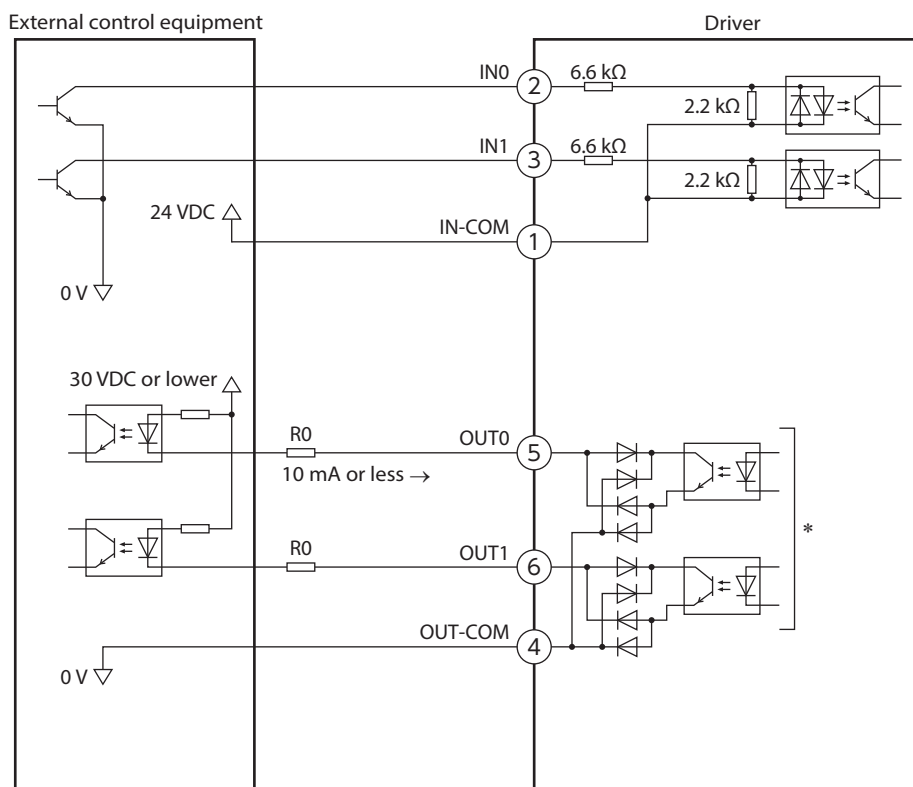 External control equipment
Driver
IN0
2
6.6 kΩ
2.2 kΩ
IN1
3
6.6 kΩ
2.2 kΩ
24 VDC
IN-COM
1
0 V
30 VDC or lower
R0
OUT0
5
10 mA or less →
*
R0
OUT1
6
OUT-COM
4
0 V